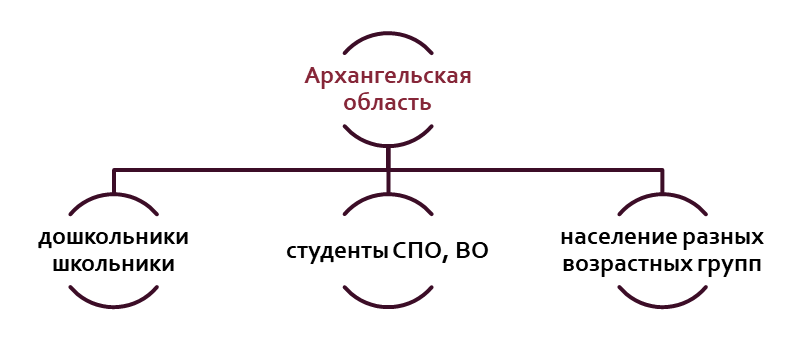 Архангельская
область
дошкольники
школьники
студенты СПО, ВО
население разных
возрастных групп